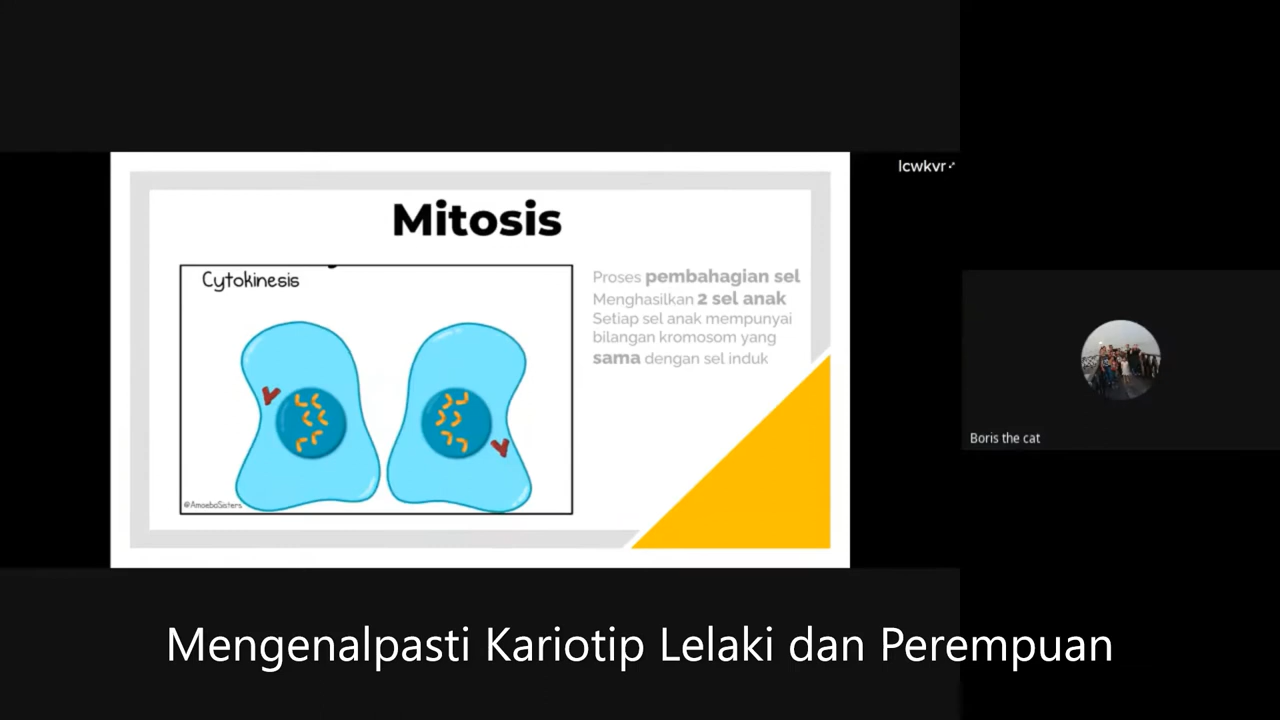 lcwkvr
Mitosis
Cytokinesis
Proses pembahagian sel
Menghasilkan 2 sel anak
Setiap sel anak mempunyai
bilangan kromosom yang
sama dengan sel induk
@AmoebaSisters
Boris the cat
Mengenalpasti Kariotip Lelaki dan Perempuan